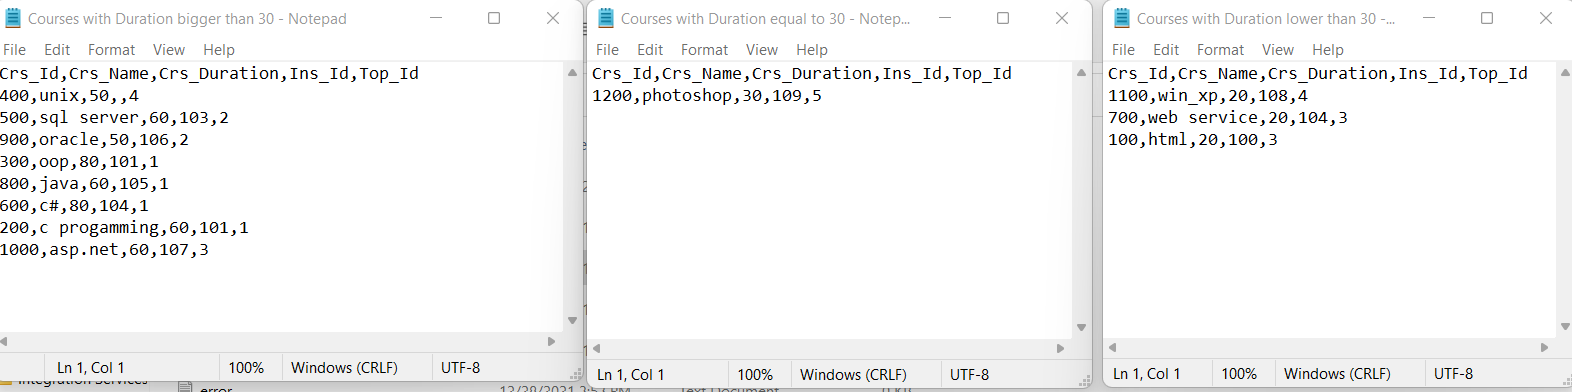 Courses with Duration bigger than 30 - Notepad
File Edit Format View Help
Crs_Id,Crs_Name,Crs_Duration,Ins_Id,Top_Id
400,unix,50,,4
500,sql server,60,103,2
900,oracle,50,106,2
300,oop,80,101,1
800,java,60,105,1
600,c#,80,104,1
200,c progamming,60,101,1
1000,asp.net,60,107,3
Ln 1, Col 1 100% Windows (CRLF) UTF-8
Courses with Duration equal to 30 - Notep...
File Edit Format View Help
Crs_Id,Crs_Name,Crs_Duration,Ins_Id,Top_Id
1200,photoshop,30,109,5
Ln 1, Col 1 100% Windows (CRLF) UTF-8
Courses with Duration lower than 30 -...
File Edit Format View Help
Crs_Id,Crs_Name,Crs_Duration,Ins_Id,Top_Id
1100,win_xp,20,108,4
700,web service,20,104,3
100,html,20,100,3
Ln 1, Col 1 100% Windows (CRLF) UTF-8
Integration Services
error